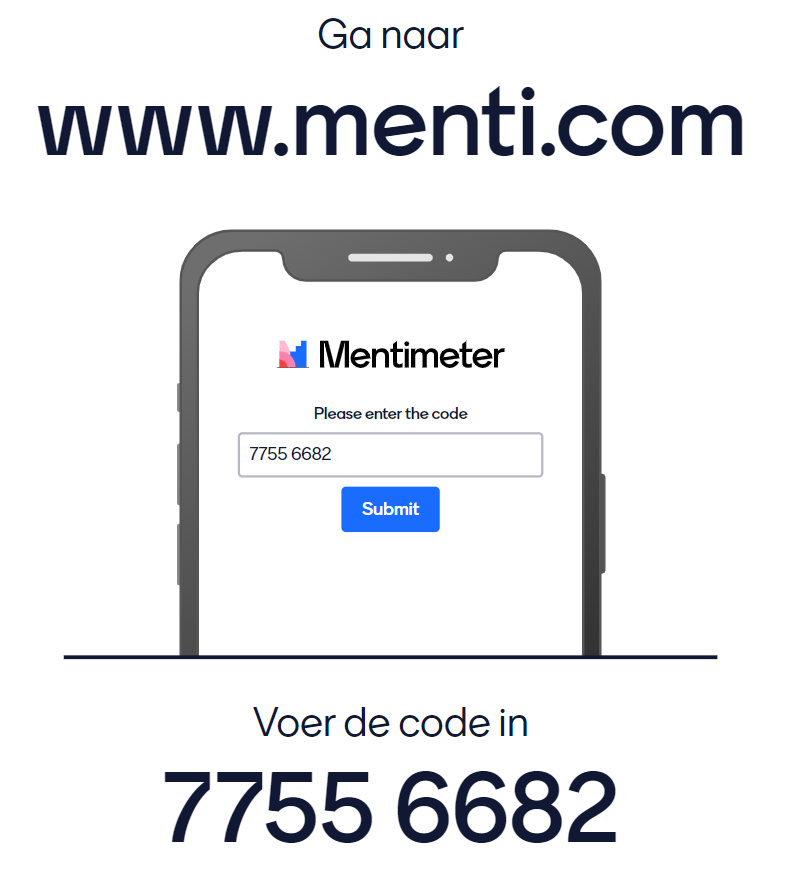 Ga naar
www.menti.com
Mentimeter
Please enter the code
7755 6682
Submit
Voer de code in
7755 6682